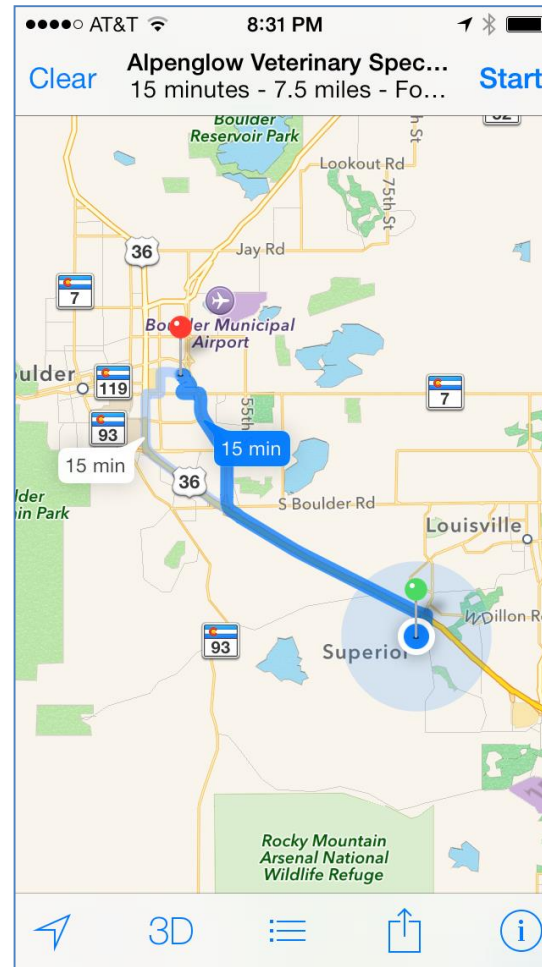 AT&T 8:31 PM
Clear
Alpenglow Veterinary Spec...
15 minutes - 7.5 miles - Fo...
Start
Boulder
Reservoir Park
Lookout Rd
75th St
Jay Rd
36
7
Boulder Municipal
Airport
ulder
119
93
7
55th
15 min
15 min
36
S Boulder Rd
lder
in Park
Louisville
W Dillon R
93
Superior
Rocky Mountain
Arsenal National
Wildlife Refuge
3D
i